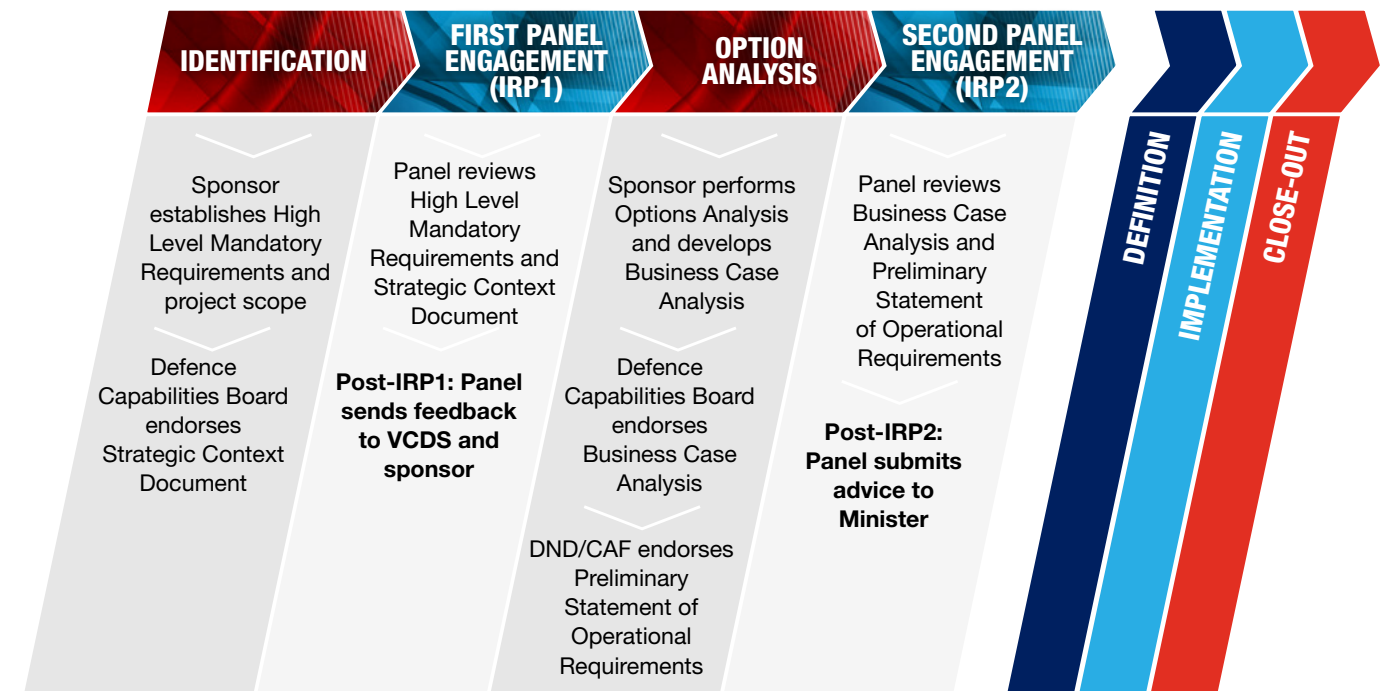 IDENTIFICATION
Sponsor
establishes High
Level Mandatory
Requirements and
project scope
Defence
Capabilities Board
endorses
Strategic Context
Document
FIRST PANEL
ENGAGEMENT
(IRP1)
Panel reviews
High Level
Mandatory
Requirements and
Strategic Context
Document
Post-IRP1: Panel
sends feedback
to VCDS and
sponsor
OPTION
ANALYSIS
Sponsor performs
Options Analysis
and develops
Business Case
Analysis
Defence
Capabilities Board
endorses
Business Case
Analysis
DND/CAF endorses
Preliminary
Statement of
Operational
Requirements
SECOND PANEL
ENGAGEMENT
(IRP2)
Panel reviews
Business Case
Analysis and
Preliminary
Statement
of Operational
Requirements
Post-IRP2:
Panel submits
advice to
Minister
DEFINITION
IMPLEMENTATION
CLOSE-OUT